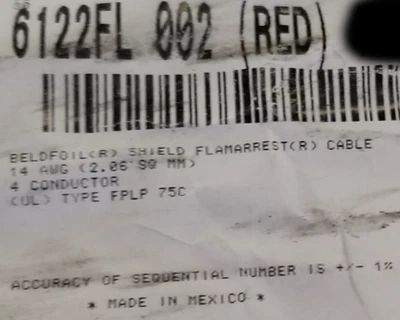 6122FL 002 (RED)
BELDFOIL(R) SHIELD FLAMARREST(R) CABLE
14 AWG (2.06 SQ MM)
4 CONDUCTOR
(UL) TYPE FPLP 75C
ACCURACY OF SEQUENTIAL NUMBER IS +/- 1%
* MADE IN MEXICO *